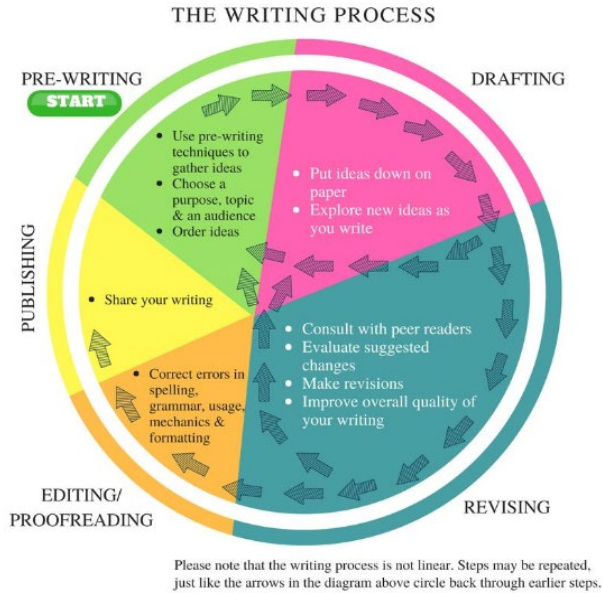 THE WRITING PROCESS
PRE-WRITING
START
DRAFTING
• Use pre-writing
techniques to
gather ideas
• Choose a
purpose, topic
& an audience
• Order ideas
• Put ideas down on
paper
• Explore new ideas as
you write
PUBLISHING
• Share your writing
• Consult with peer readers
• Evaluate suggested
changes
• Make revisions
• Improve overall quality of
your writing
• Correct errors in
spelling,
grammar, usage,
mechanics &
formatting
EDITING/
PROOFREADING
REVISING
Please note that the writing process is not linear. Steps may be repeated,
just like the arrows in the diagram above circle back through earlier steps.